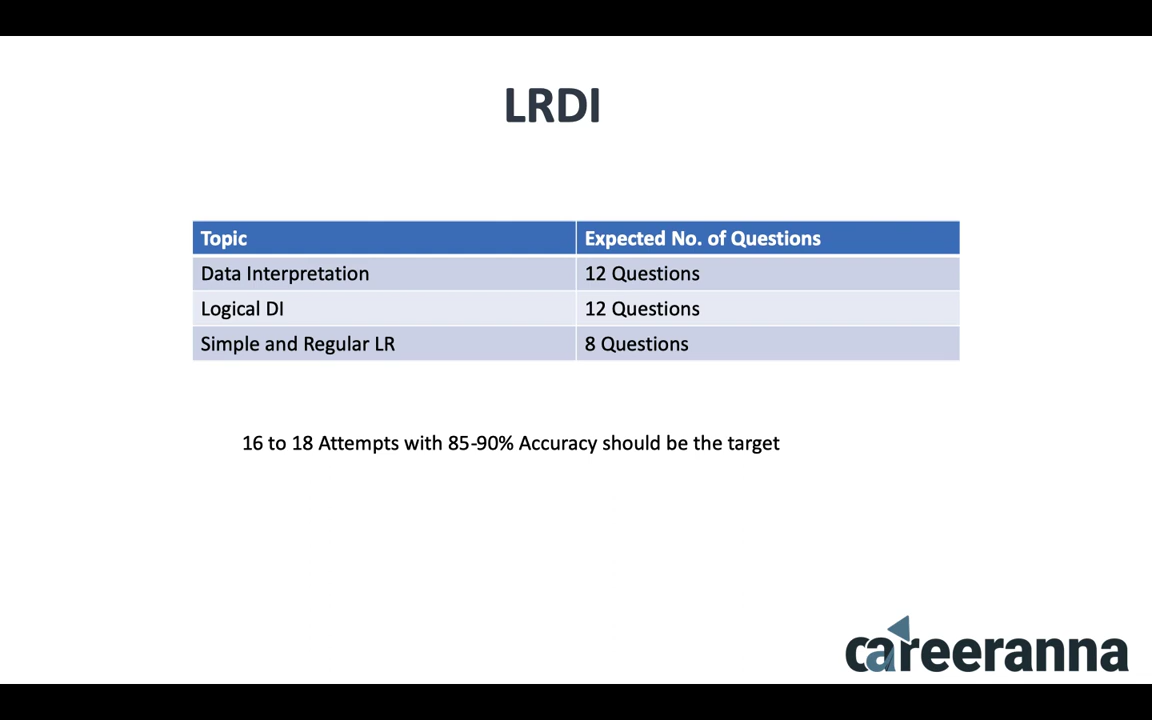 LRDI
Topic Expected No. of Questions
Data Interpretation 12 Questions
Logical DI 12 Questions
Simple and Regular LR 8 Questions
16 to 18 Attempts with 85-90% Accuracy should be the target
careeranna